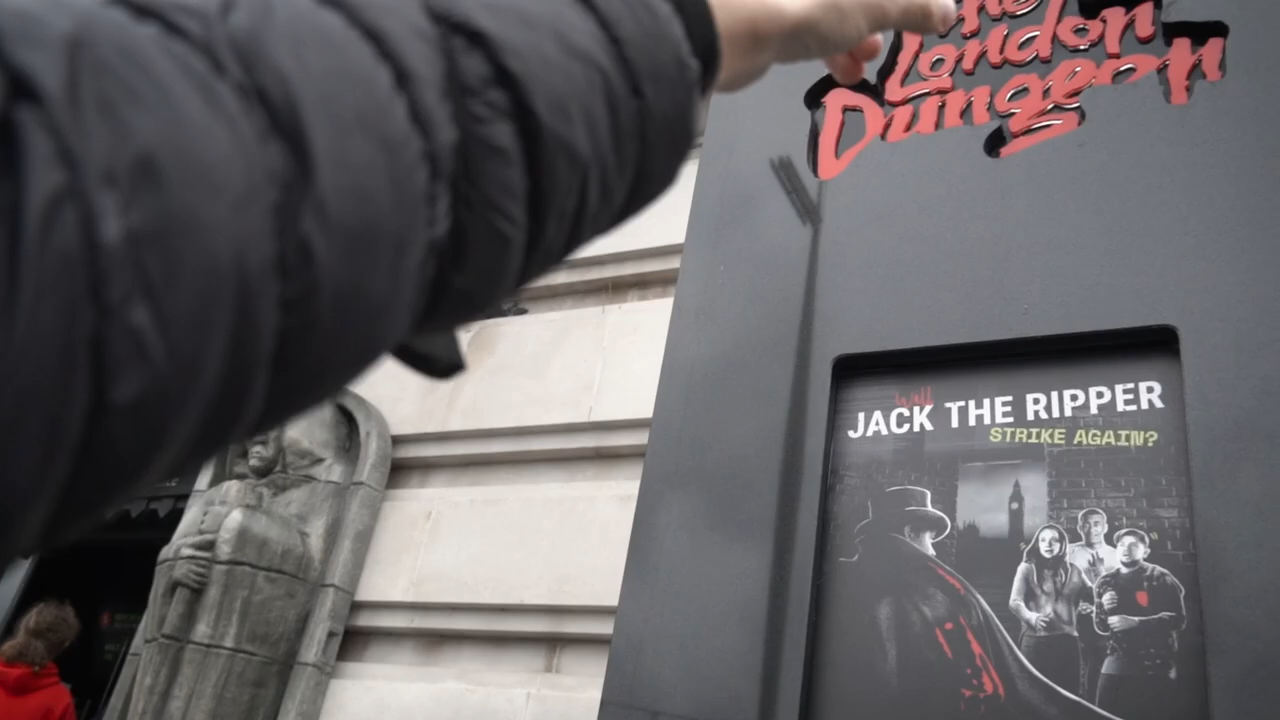 The
London
Dungeon
Will
JACK THE RIPPER
STRIKE AGAIN?